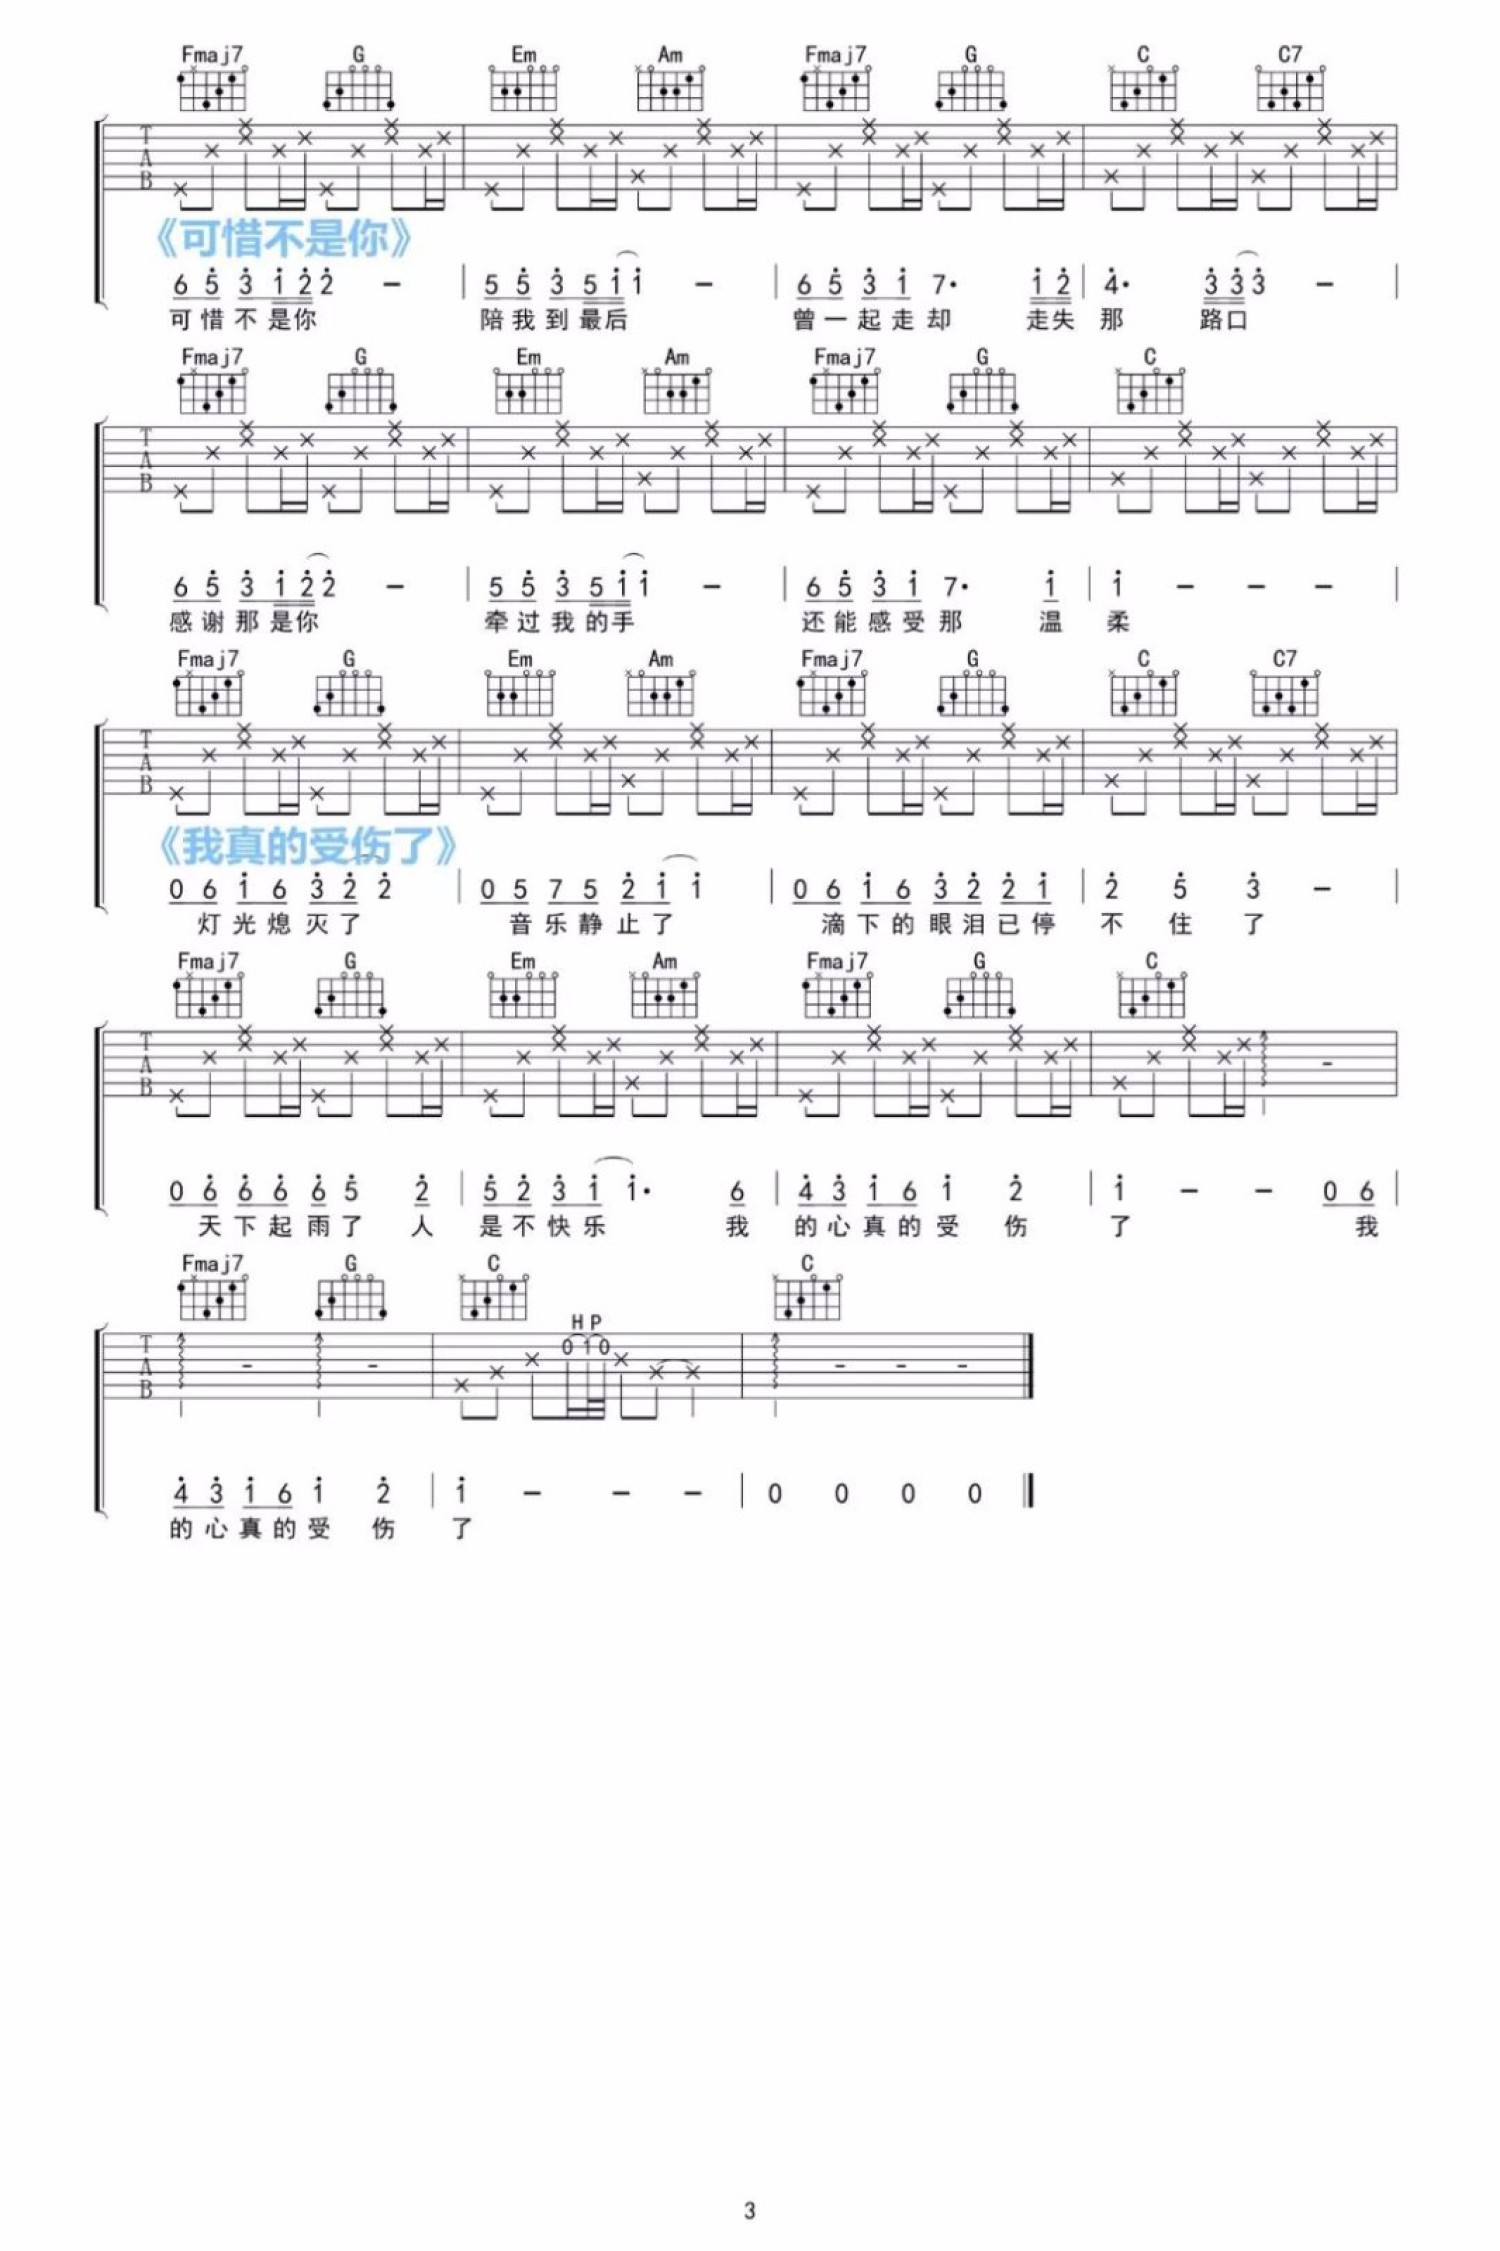 Fmaj7 G Em Am Fmaj7 G C C7
T
A
B
《可惜不是你》
6 5 3 1 2 2 - | 5 5 3 5 1 1 - | 6 5 3 1 7· 1 2 | 4· 3 3 3 - |
可惜不是你 陪我到最后 曾一起走却 走失那 路口
Fmaj7 G Em Am Fmaj7 G C
T
A
B
6 5 3 1 2 2 - | 5 5 3 5 1 1 - | 6 5 3 1 7· 1 | 1 - - - |
感谢那是你 牵过我的手 还能感受那 温 柔
Fmaj7 G Em Am Fmaj7 G C C7
T
A
B
《我真的受伤了》
0 6 1 6 3 2 2 | 0 5 7 5 2 1 1 | 0 6 1 6 3 2 2 1 | 2 5 3 - |
灯光熄灭了 音乐静止了 滴下的眼泪已停 不 住 了
Fmaj7 G Em Am Fmaj7 G C
T
A
B
0 6 6 6 6 5 2 | 5 2 3 1 1· 6 | 4 3 1 6 1 2 | 1 - - 0 6 |
天下起雨了 人 是不快乐 我 的心真的受 伤 了 我
Fmaj7 G C C
H P
T
A
B
0 1 0
4 3 1 6 1 2 | 1 - - - | 0 0 0 0
的心真的受 伤 了
3